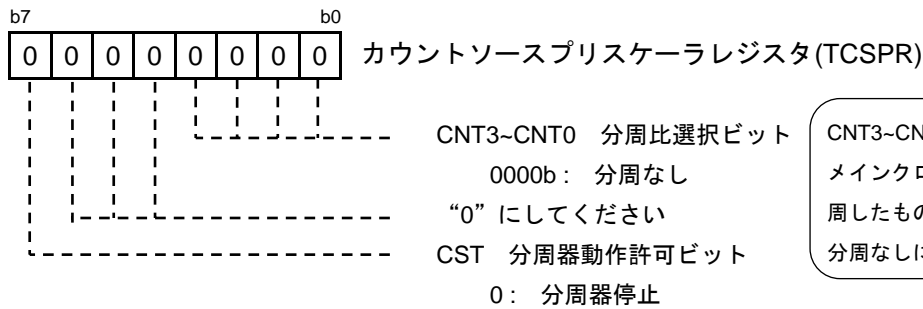 b7 b0
0 0 0 0 0 0 0 0 カウントソースプリスケーラレジスタ(TCSPR)
CNT3~CNT0 分周比選択ビット
0000b: 分周なし
“0”にしてください
CST 分周器動作許可ビット
0: 分周器停止
CNT3~CN
メインクロ
周したもの
分周なしに